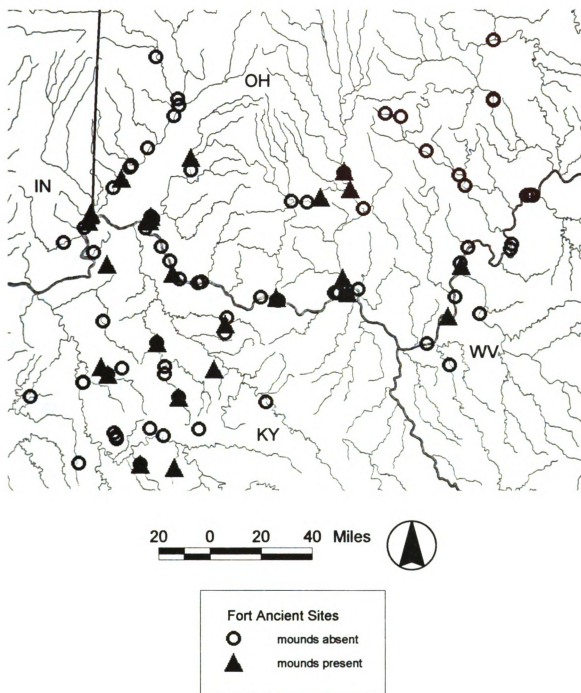 OH
IN
WV
KY
20 0 20 40 Miles
Fort Ancient Sites
mounds absent
mounds present